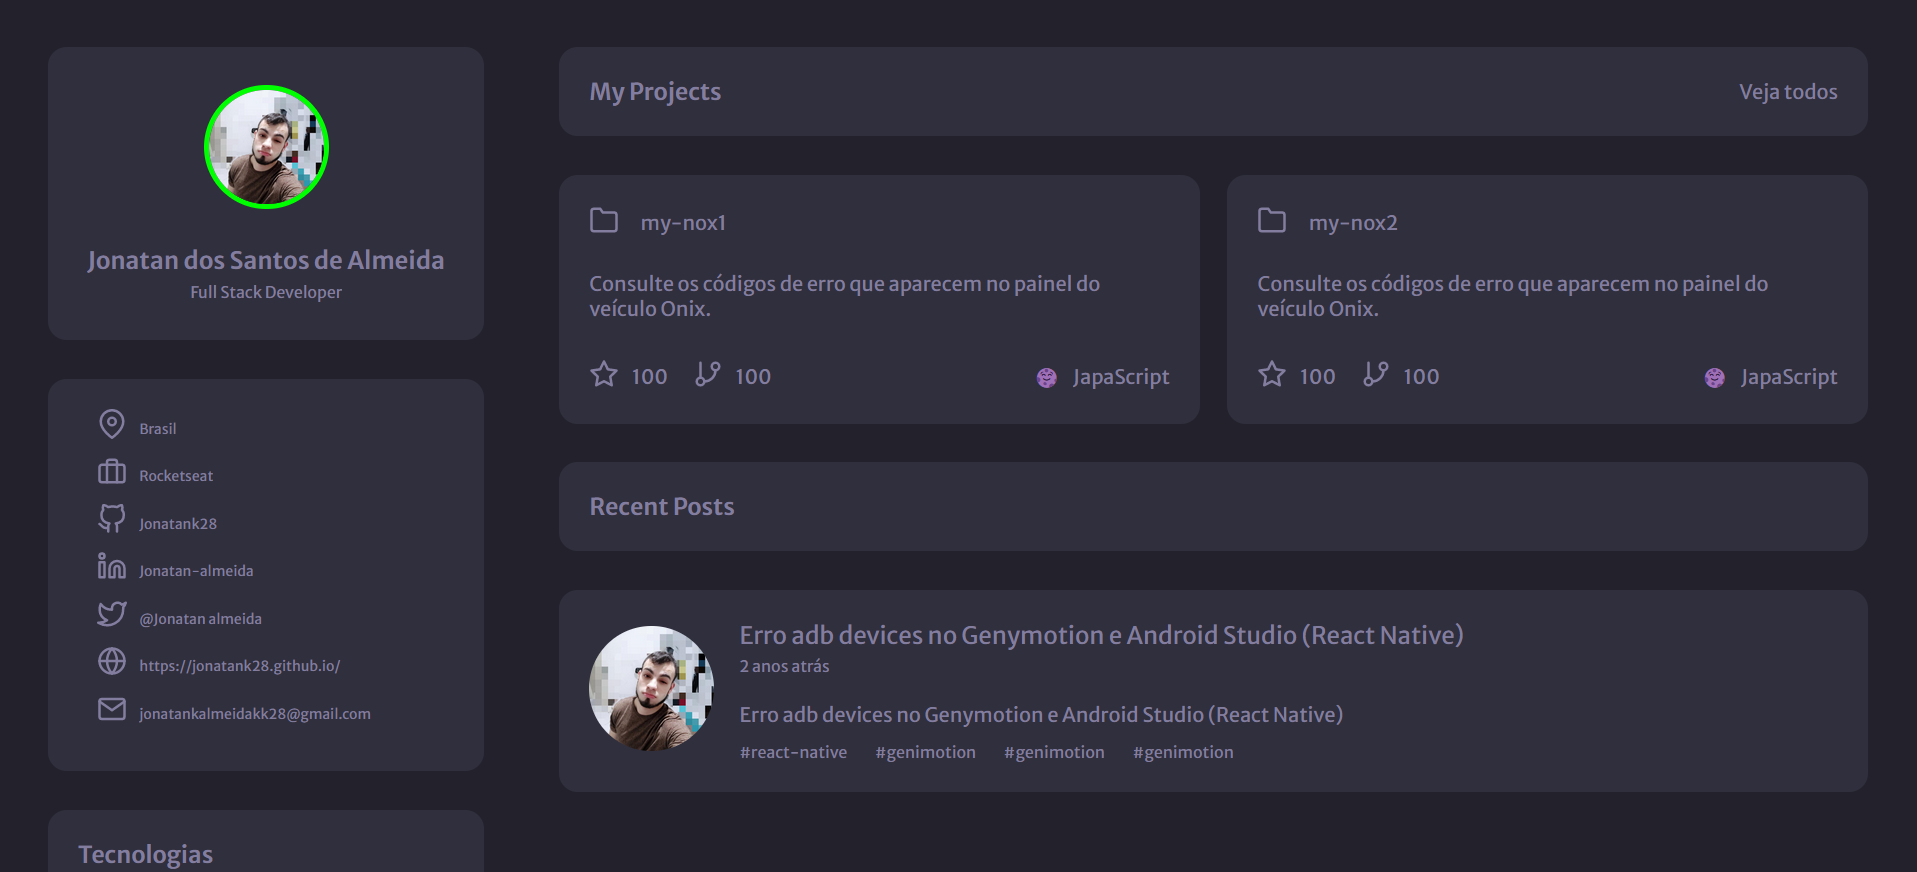 Jonatan dos Santos de Almeida
Full Stack Developer
Brasil
Rocketseat
Jonatank28
Jonatan-almeida
@Jonatan almeida
https://jonatank28.github.io/
jonatankalmeidakk28@gmail.com
Tecnologias
My Projects
Veja todos
my-nox1
Consulte os códigos de erro que aparecem no painel do
veículo Onix.
100 100 JapaScript
my-nox2
Consulte os códigos de erro que aparecem no painel do
veículo Onix.
100 100 JapaScript
Recent Posts
Erro adb devices no Genymotion e Android Studio (React Native)
2 anos atrás
Erro adb devices no Genymotion e Android Studio (React Native)
#react-native #genimotion #genimotion #genimotion